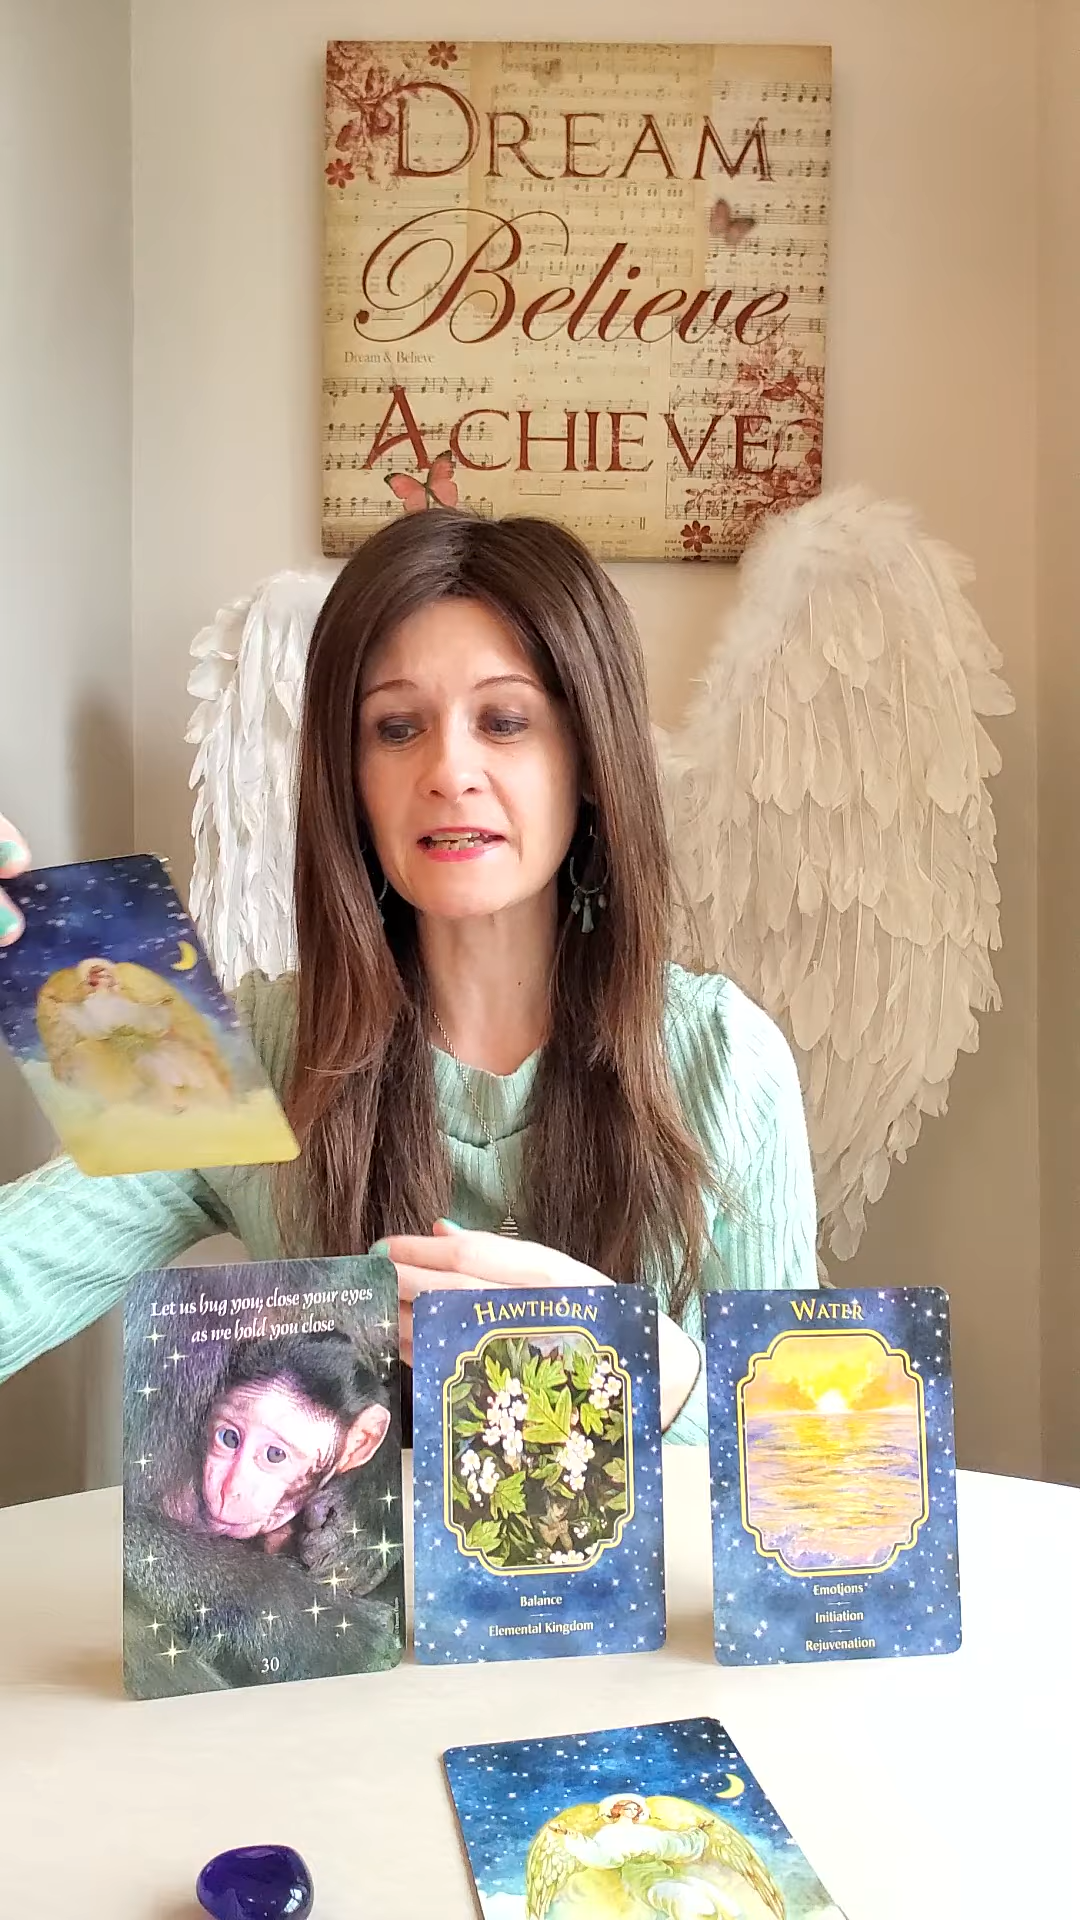 DREAM
Believe
Dream & Believe
ACHIEVE
Let us hug you; close your eyes
as we hold you close
30
HAWTHORN
Balance
Elemental Kingdom
WATER
Emotions
Initiation
Rejuvenation